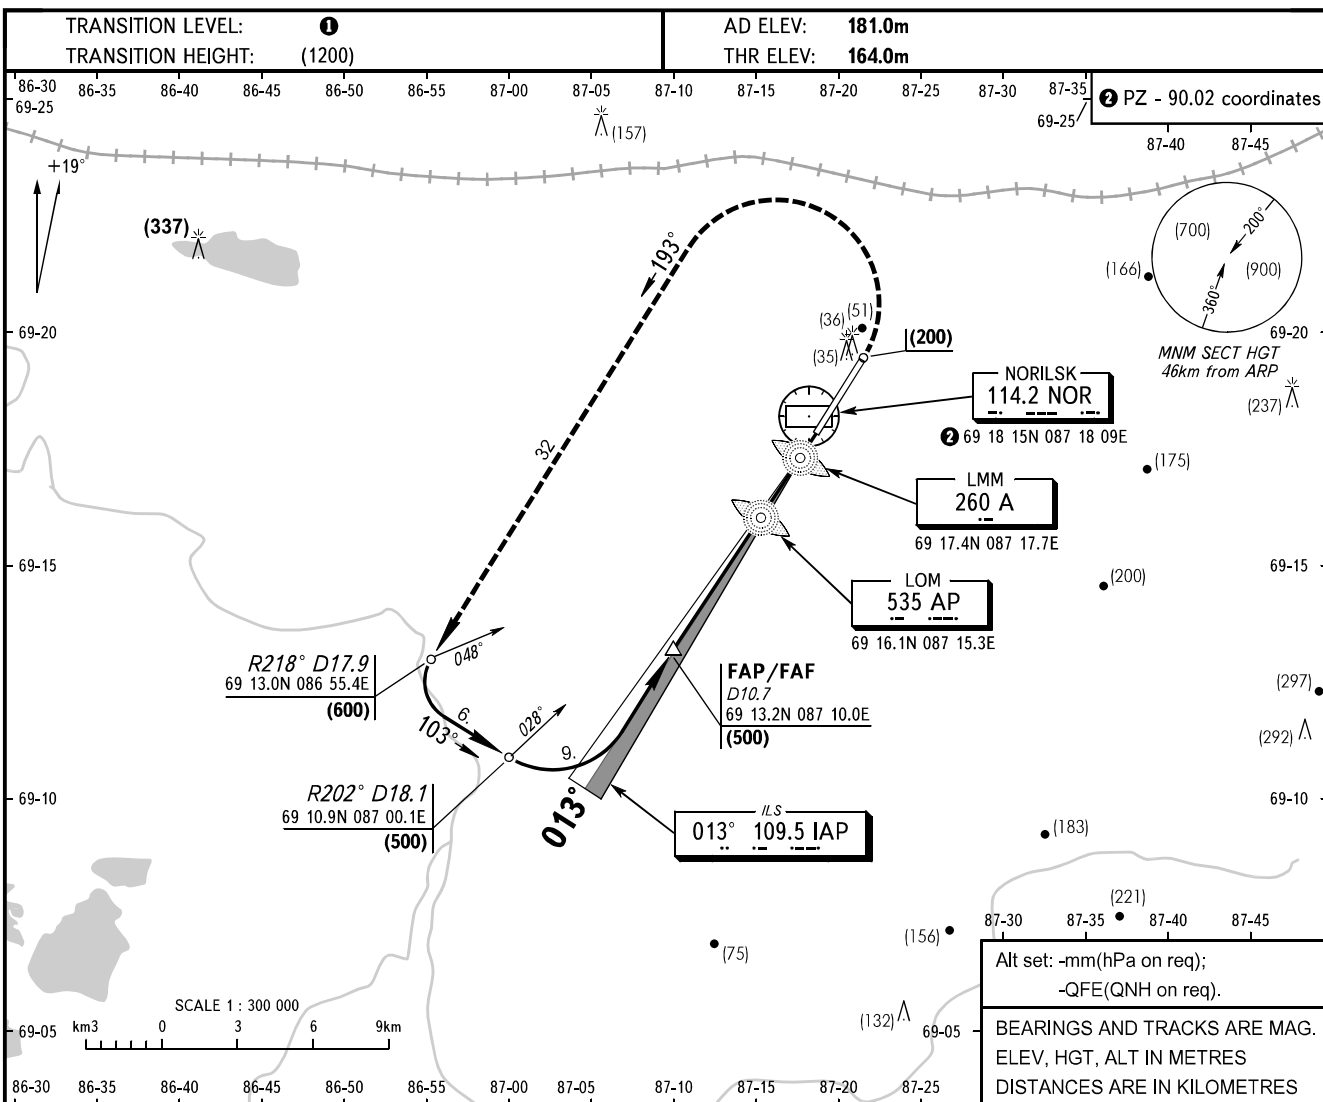 TRANSITION LEVEL: ❶
TRANSITION HEIGHT: (1200)
AD ELEV: 181.0m
THR ELEV: 164.0m
86-30 86-35 86-40 86-45 86-50 86-55 87-00 87-05 87-10 87-15 87-20 87-25 87-30 87-35
69-25
69-25
❷ PZ - 90.02 coordinates
87-40 87-45
(157)
+19°
(337)
193°
(700)
200°
(900)
360°
(166)
MNM SECT HGT
46km from ARP
69-20
69-20
(36) (51)
(35)
(200)
NORILSK
114.2 NOR
❷ 69 18 15N 087 18 09E
(237)
32
(175)
LMM
260 A
69 17.4N 087 17.7E
69-15
69-15
(200)
LOM
535 AP
69 16.1N 087 15.3E
R218° D17.9
69 13.0N 086 55.4E
(600)
048°
FAP/FAF
D10.7
69 13.2N 087 10.0E
(500)
(297)
(292)
6.
103°
028°
9.
R202° D18.1
69 10.9N 087 00.1E
(500)
69-10
69-10
013°
ILS
013° 109.5 IAP
(183)
(221)
87-30 87-35 87-40 87-45
(156)
(75)
(132)
69-05
69-05
SCALE 1 : 300 000
km3 0 3 6 9km
Alt set: -mm(hPa on req);
-QFE(QNH on req).
BEARINGS AND TRACKS ARE MAG.
ELEV, HGT, ALT IN METRES
DISTANCES ARE IN KILOMETRES
86-30 86-35 86-40 86-45 86-50 86-55 87-00 87-05 87-10 87-15 87-20 87-25